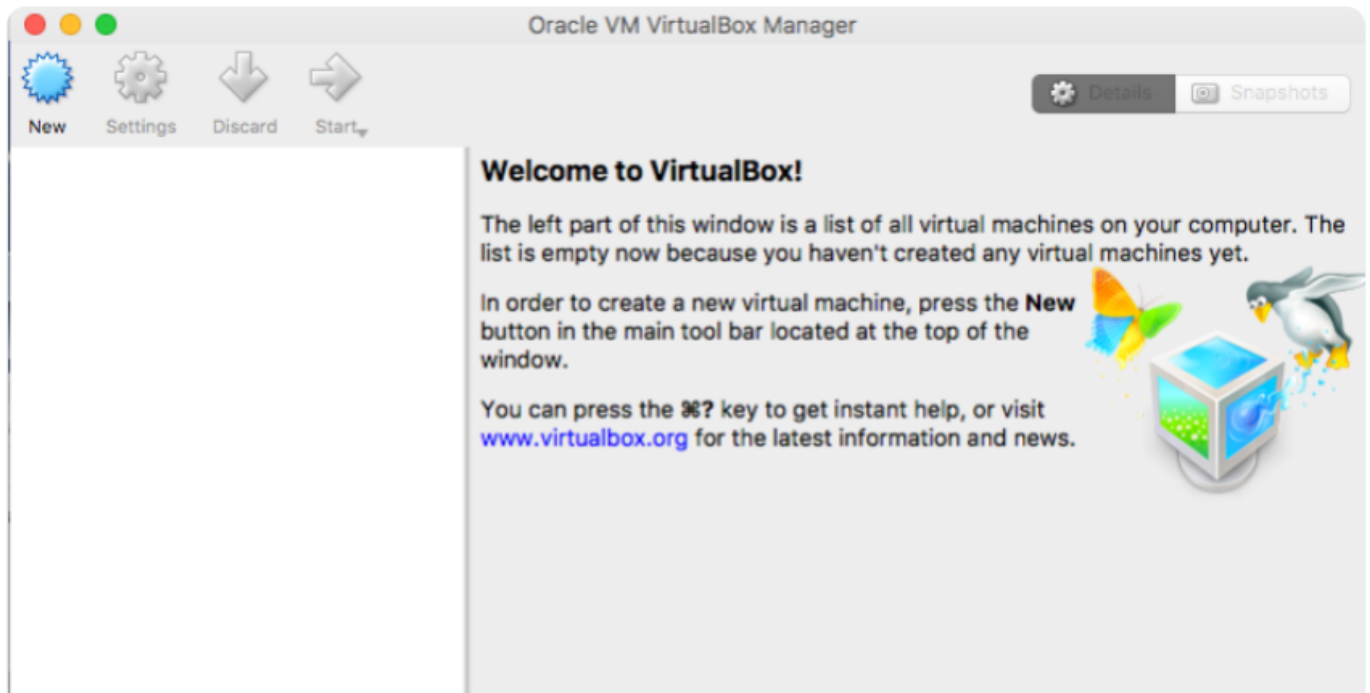 Oracle VM VirtualBox Manager
New Settings Discard Start
Details Snapshots
Welcome to VirtualBox!
The left part of this window is a list of all virtual machines on your computer. The
list is empty now because you haven't created any virtual machines yet.
In order to create a new virtual machine, press the New
button in the main tool bar located at the top of the
window.
You can press the ⌘? key to get instant help, or visit
www.virtualbox.org for the latest information and news.